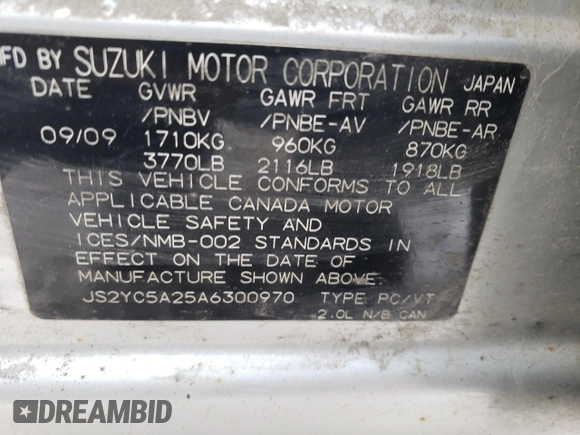 MFD BY SUZUKI MOTOR CORPORATION JAPAN
DATE GVWR GAWR FRT GAWR RR
/PNBV /PNBE-AV /PNBE-AR
09/09 1710KG 960KG 870KG
3770LB 2116LB 1918LB
THIS VEHICLE CONFORMS TO ALL
APPLICABLE CANADA MOTOR
VEHICLE SAFETY AND
ICES/NMB-002 STANDARDS IN
EFFECT ON THE DATE OF
MANUFACTURE SHOWN ABOVE.
JS2YC5A25A6300970 TYPE PC/VT
2.0L N/B CAN
DREAMBID